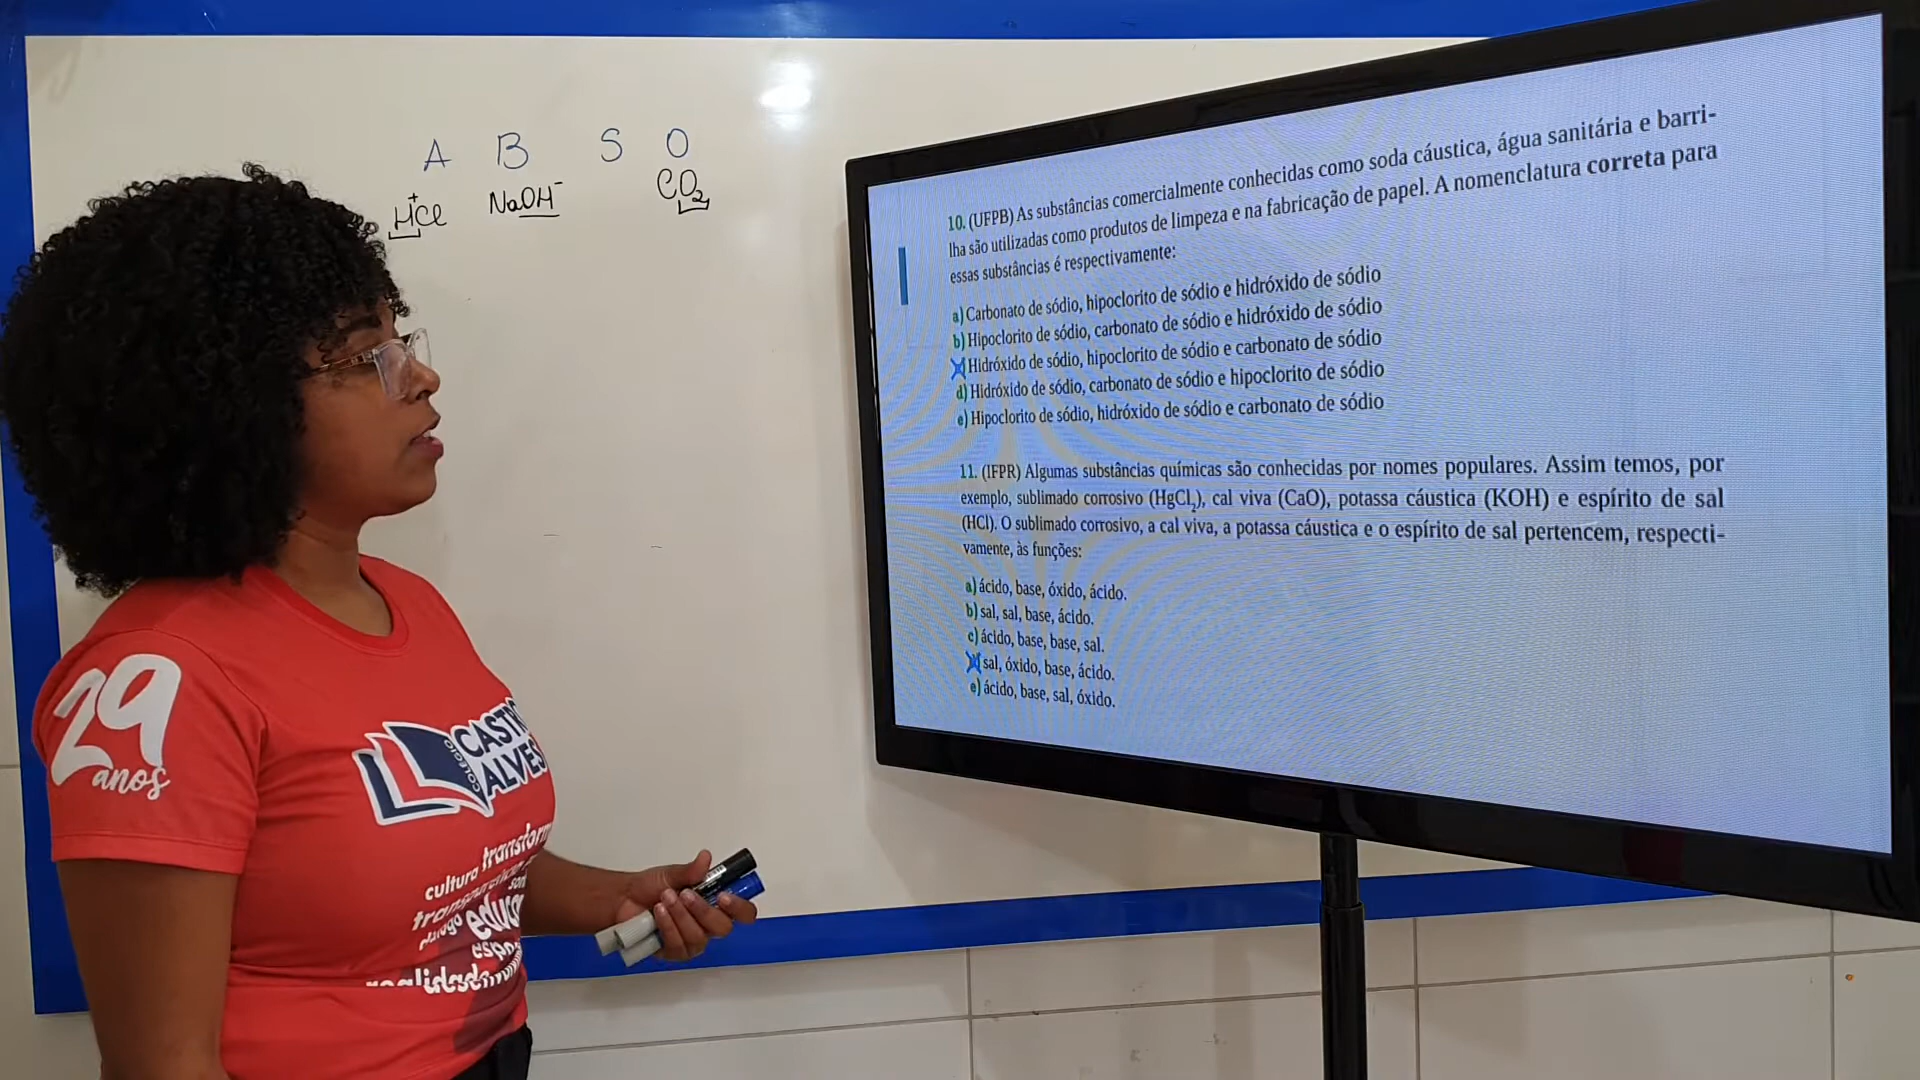 A B S O
H⁺Cl NaOH⁻ CO₂
10. (UFPB) As substâncias comercialmente conhecidas como soda cáustica, água sanitária e barri-
lha são utilizadas como produtos de limpeza e na fabricação de papel. A nomenclatura correta para
essas substâncias é respectivamente:
a) Carbonato de sódio, hipoclorito de sódio e hidróxido de sódio
b) Hipoclorito de sódio, carbonato de sódio e hidróxido de sódio
Hidróxido de sódio, hipoclorito de sódio e carbonato de sódio
d) Hidróxido de sódio, carbonato de sódio e hipoclorito de sódio
e) Hipoclorito de sódio, hidróxido de sódio e carbonato de sódio
11. (IFPR) Algumas substâncias químicas são conhecidas por nomes populares. Assim temos, por
exemplo, sublimado corrosivo (HgCl₂), cal viva (CaO), potassa cáustica (KOH) e espírito de sal
(HCl). O sublimado corrosivo, a cal viva, a potassa cáustica e o espírito de sal pertencem, respecti-
vamente, às funções:
a) ácido, base, óxido, ácido.
b) sal, sal, base, ácido.
c) ácido, base, base, sal.
sal, óxido, base, ácido.
e) ácido, base, sal, óxido.
29
anos
COLÉGIO
CASTR
ALVES
cultura transform
educ
realidade